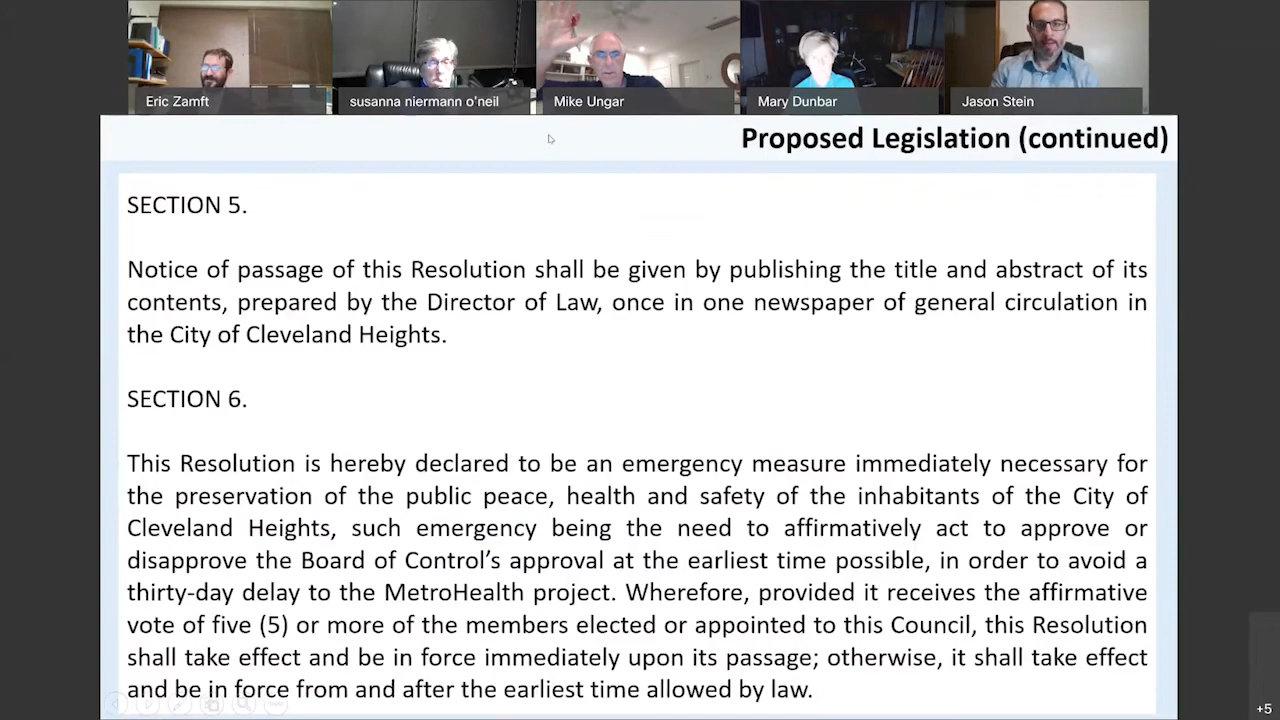 Eric Zamft
susanna niermann o'neil
Mike Ungar
Mary Dunbar
Jason Stein
Proposed Legislation (continued)
SECTION 5.
Notice of passage of this Resolution shall be given by publishing the title and abstract of its
contents, prepared by the Director of Law, once in one newspaper of general circulation in
the City of Cleveland Heights.
SECTION 6.
This Resolution is hereby declared to be an emergency measure immediately necessary for
the preservation of the public peace, health and safety of the inhabitants of the City of
Cleveland Heights, such emergency being the need to affirmatively act to approve or
disapprove the Board of Control’s approval at the earliest time possible, in order to avoid a
thirty-day delay to the MetroHealth project. Wherefore, provided it receives the affirmative
vote of five (5) or more of the members elected or appointed to this Council, this Resolution
shall take effect and be in force immediately upon its passage; otherwise, it shall take effect
and be in force from and after the earliest time allowed by law.
+5